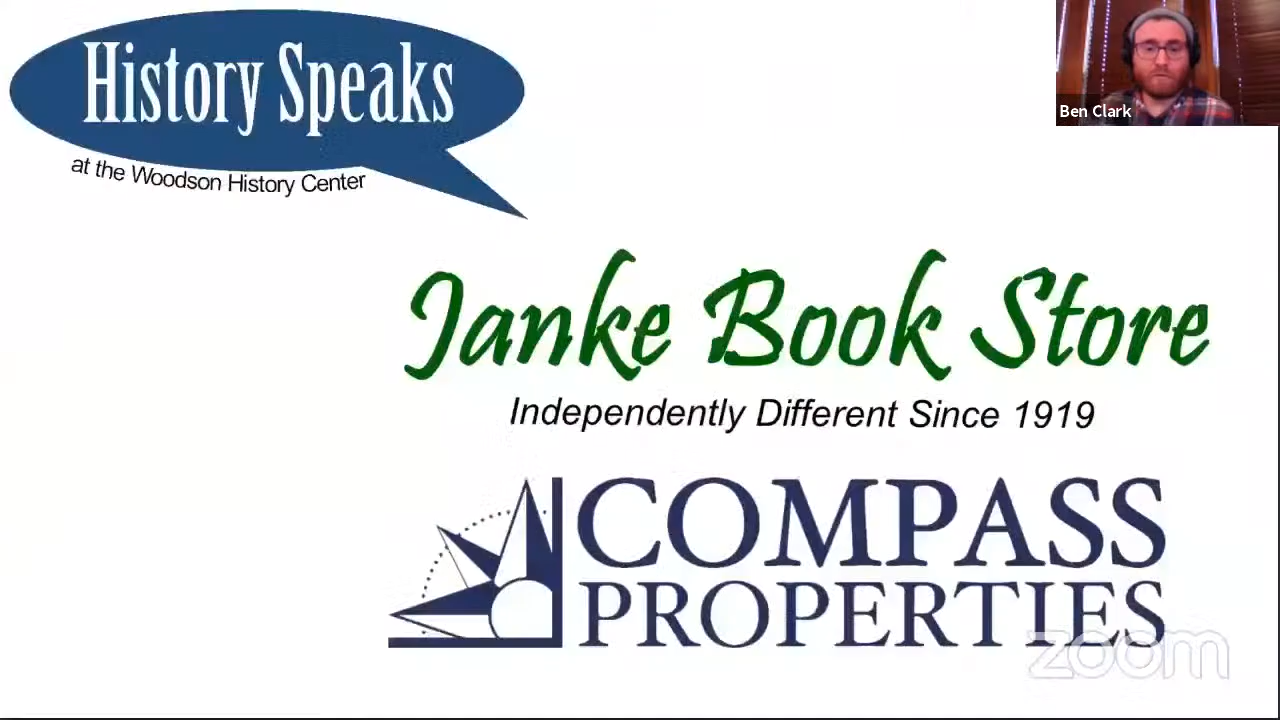 History Speaks
at the Woodson History Center
Ben Clark
Janke Book Store
Independently Different Since 1919
COMPASS
PROPERTIES
zoom